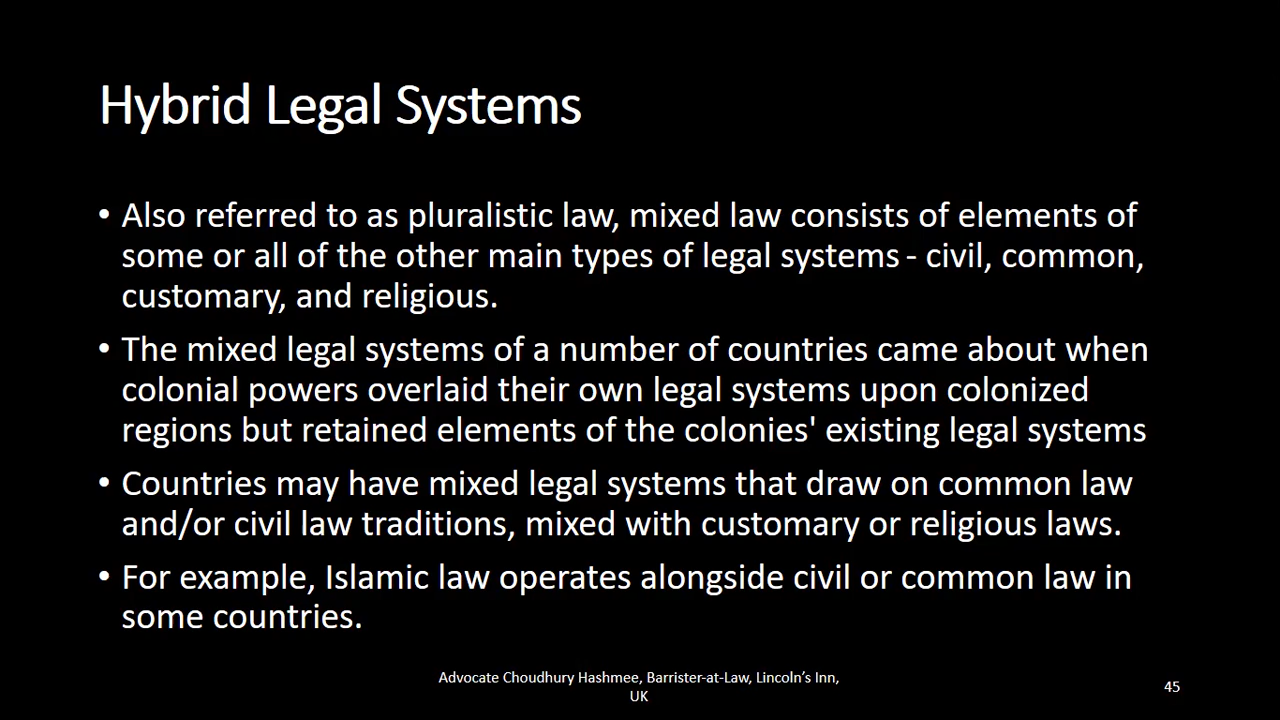 Hybrid Legal Systems
• Also referred to as pluralistic law, mixed law consists of elements of
some or all of the other main types of legal systems - civil, common,
customary, and religious.
• The mixed legal systems of a number of countries came about when
colonial powers overlaid their own legal systems upon colonized
regions but retained elements of the colonies' existing legal systems
• Countries may have mixed legal systems that draw on common law
and/or civil law traditions, mixed with customary or religious laws.
• For example, Islamic law operates alongside civil or common law in
some countries.
Advocate Choudhury Hashmee, Barrister-at-Law, Lincoln’s Inn,
UK
45